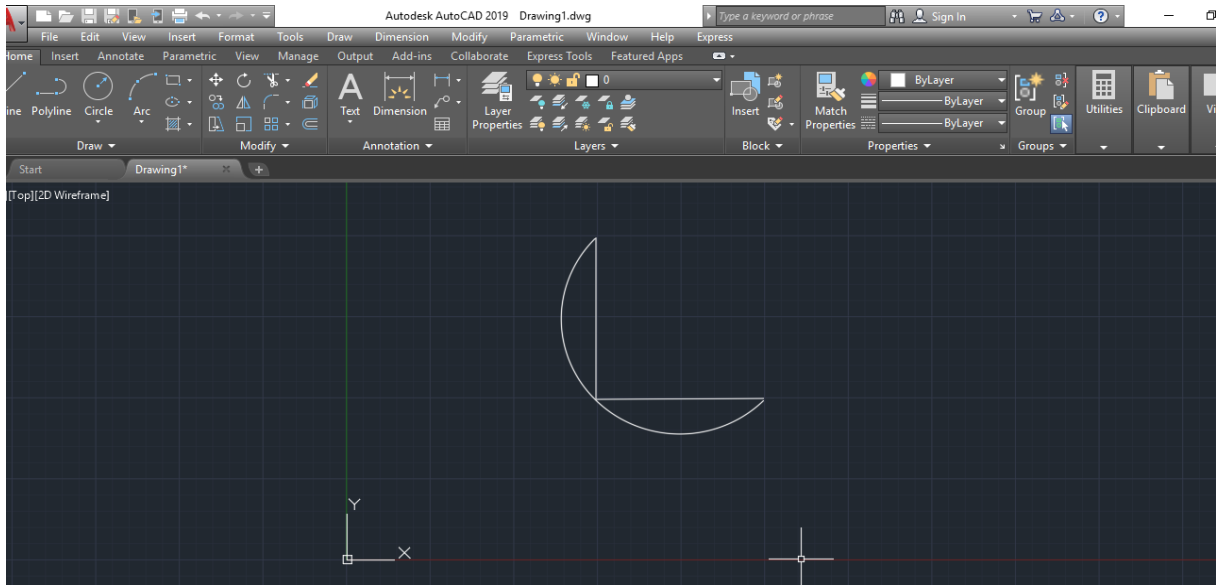 Autodesk AutoCAD 2019 Drawing1.dwg Type a keyword or phrase Sign In ?
File Edit View Insert Format Tools Draw Dimension Modify Parametric Window Help Express
Home Insert Annotate Parametric View Manage Output Add-ins Collaborate Express Tools Featured Apps
ine Polyline Circle Arc A Text Dimension Layer Properties 0 Insert Match Properties ByLayer ByLayer ByLayer Group Utilities Clipboard Vi
Draw Modify Annotation Layers Block Properties Groups
Start Drawing1* +
][Top][2D Wireframe]
Y
X